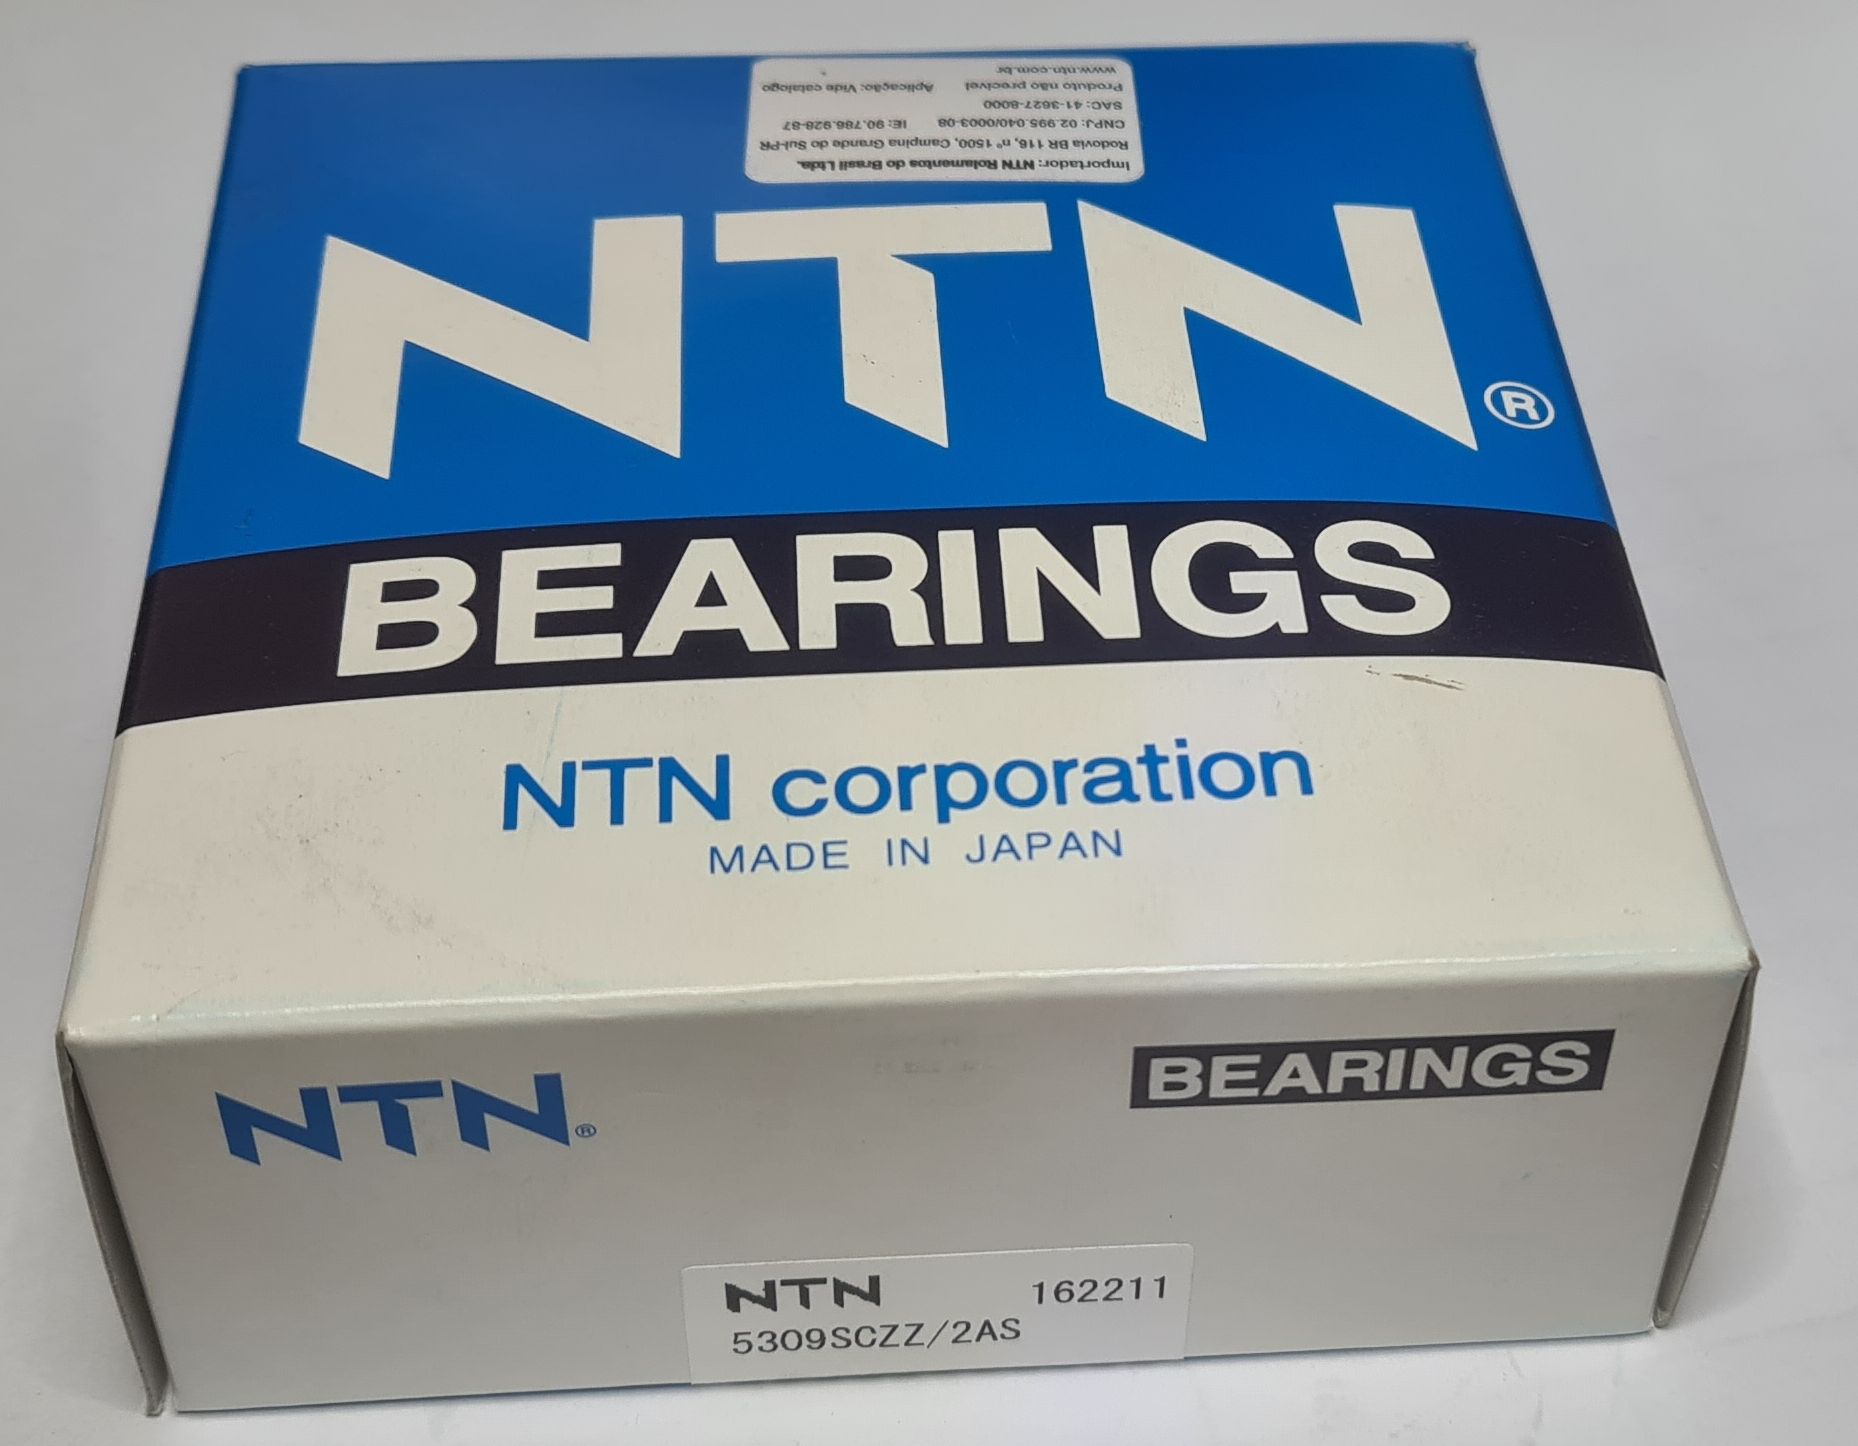 Importador: NTN Rolamentos do Brasil Ltda.
Rodovia BR 116, nº 1500, Campina Grande do Sul-PR
CNPJ: 02.995.040/0003-08 IE: 90.786.928-87
SAC: 41-3627-8000
Produto não precível Aplicação: Vide catalogo
www.ntn.com.br
NTN®
BEARINGS
NTN corporation
MADE IN JAPAN
NTN® BEARINGS
NTN 162211
5309SCZZ/2AS